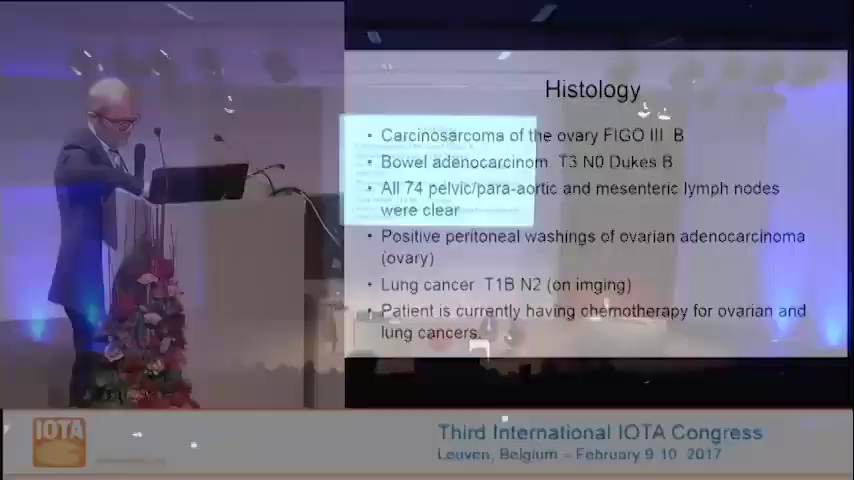 Histology
• Carcinosarcoma of the ovary FIGO III B
• Bowel adenocarcinom T3 N0 Dukes B
• All 74 pelvic/para-aortic and mesenteric lymph nodes
were clear
• Positive peritoneal washings of ovarian adenocarcinoma
(ovary)
• Lung cancer T1B N2 (on imging)
• Patient is currently having chemotherapy for ovarian and
lung cancers.
IOTA
Third International IOTA Congress
Leuven, Belgium – February 9-10 2017